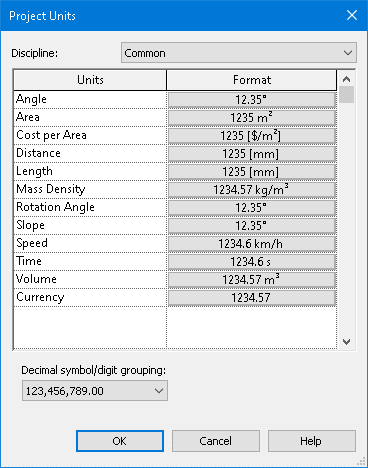 Project Units
Discipline: Common
Units Format
Angle 12.35°
Area 1235 m²
Cost per Area 1235 [$/m²]
Distance 1235 [mm]
Length 1235 [mm]
Mass Density 1234.57 kg/m³
Rotation Angle 12.35°
Slope 12.35°
Speed 1234.6 km/h
Time 1234.6 s
Volume 1234.57 m³
Currency 1234.57
Decimal symbol/digit grouping:
123,456,789.00
OK Cancel Help